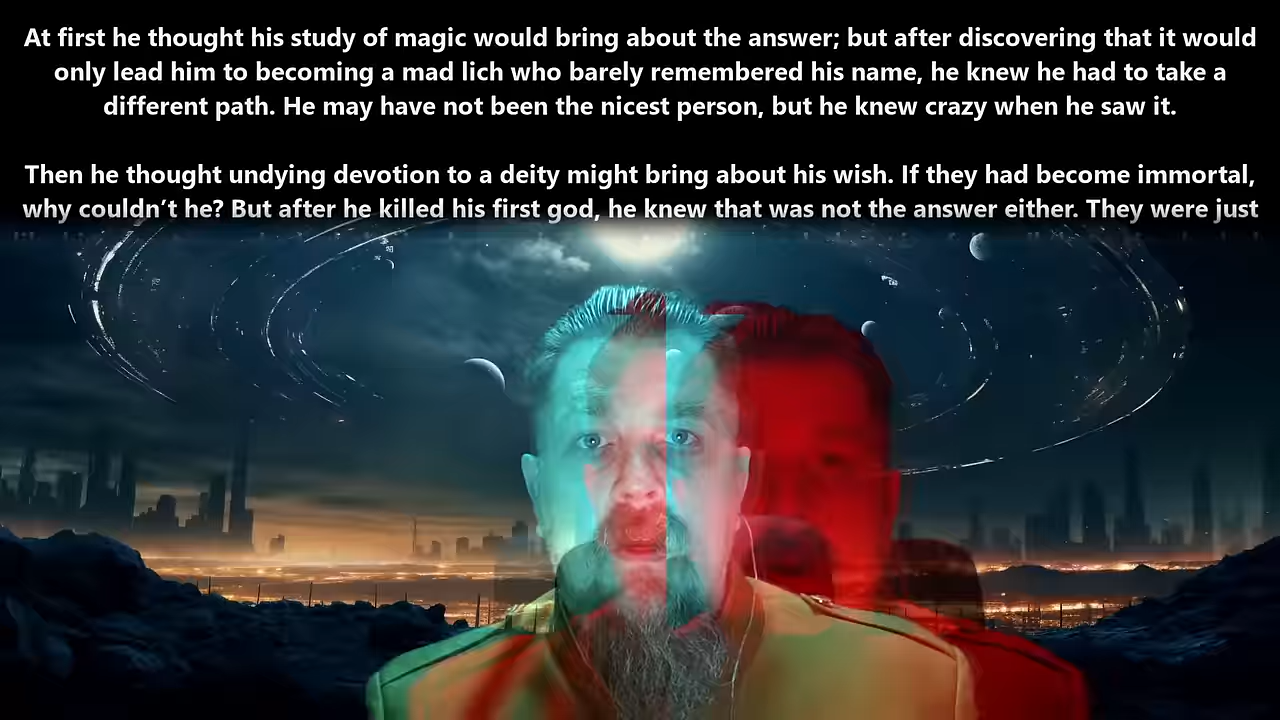 At first he thought his study of magic would bring about the answer; but after discovering that it would
only lead him to becoming a mad lich who barely remembered his name, he knew he had to take a
different path. He may have not been the nicest person, but he knew crazy when he saw it.
Then he thought undying devotion to a deity might bring about his wish. If they had become immortal,
why couldn’t he? But after he killed his first god, he knew that was not the answer either. They were just